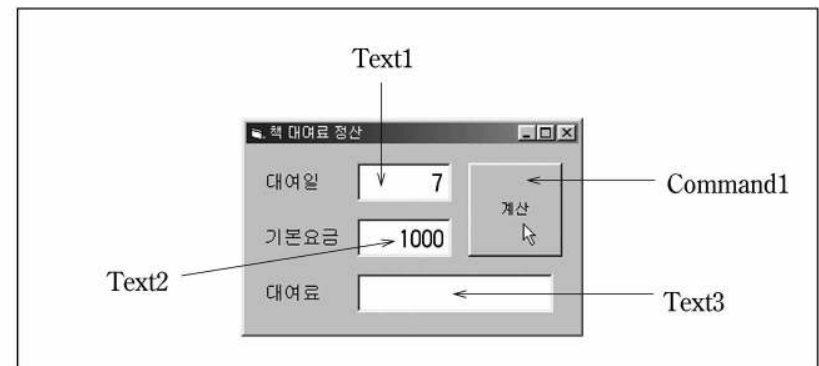 Text1
책 대여료 정산
대여일 7
Command1
계산
기본요금 1000
Text2
대여료
Text3